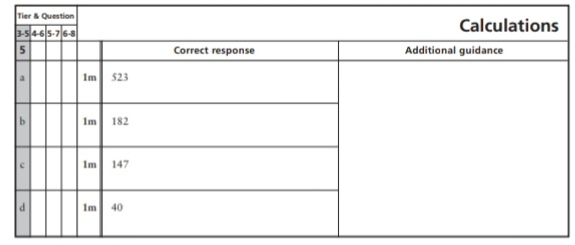 Tier & Question
Calculations
3-5 4-6 5-7 6-8
5 Correct response Additional guidance
a 1m 523
b 1m 182
c 1m 147
d 1m 40